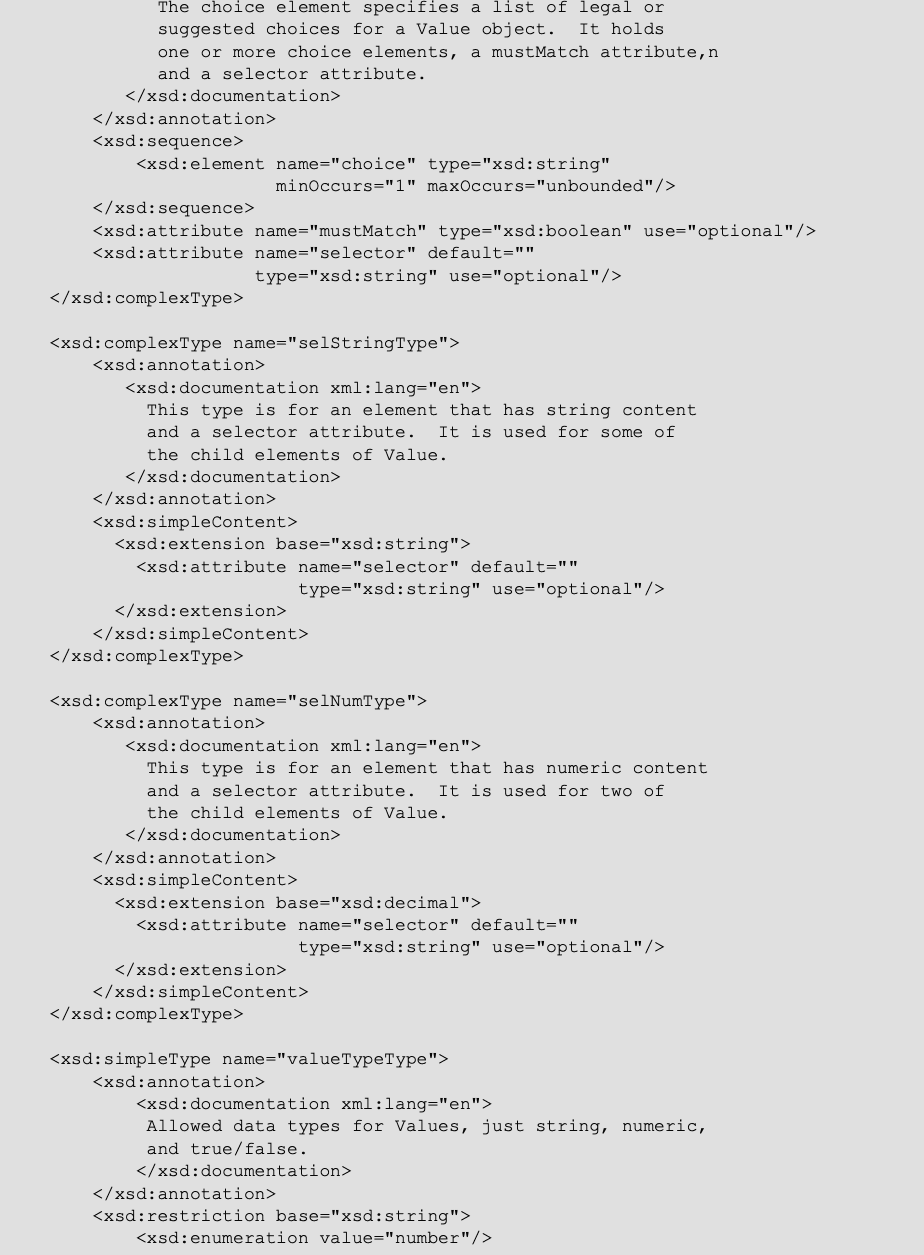 The choice element specifies a list of legal or
suggested choices for a Value object.  It holds
one or more choice elements, a mustMatch attribute,n
and a selector attribute.
</xsd:documentation>
</xsd:annotation>
<xsd:sequence>
<xsd:element name="choice" type="xsd:string"
minOccurs="1" maxOccurs="unbounded"/>
</xsd:sequence>
<xsd:attribute name="mustMatch" type="xsd:boolean" use="optional"/>
<xsd:attribute name="selector" default=""
type="xsd:string" use="optional"/>
</xsd:complexType>
<xsd:complexType name="selStringType">
<xsd:annotation>
<xsd:documentation xml:lang="en">
This type is for an element that has string content
and a selector attribute.  It is used for some of
the child elements of Value.
</xsd:documentation>
</xsd:annotation>
<xsd:simpleContent>
<xsd:extension base="xsd:string">
<xsd:attribute name="selector" default=""
type="xsd:string" use="optional"/>
</xsd:extension>
</xsd:simpleContent>
</xsd:complexType>
<xsd:complexType name="selNumType">
<xsd:annotation>
<xsd:documentation xml:lang="en">
This type is for an element that has numeric content
and a selector attribute.  It is used for two of
the child elements of Value.
</xsd:documentation>
</xsd:annotation>
<xsd:simpleContent>
<xsd:extension base="xsd:decimal">
<xsd:attribute name="selector" default=""
type="xsd:string" use="optional"/>
</xsd:extension>
</xsd:simpleContent>
</xsd:complexType>
<xsd:simpleType name="valueTypeType">
<xsd:annotation>
<xsd:documentation xml:lang="en">
Allowed data types for Values, just string, numeric,
and true/false.
</xsd:documentation>
</xsd:annotation>
<xsd:restriction base="xsd:string">
<xsd:enumeration value="number"/>